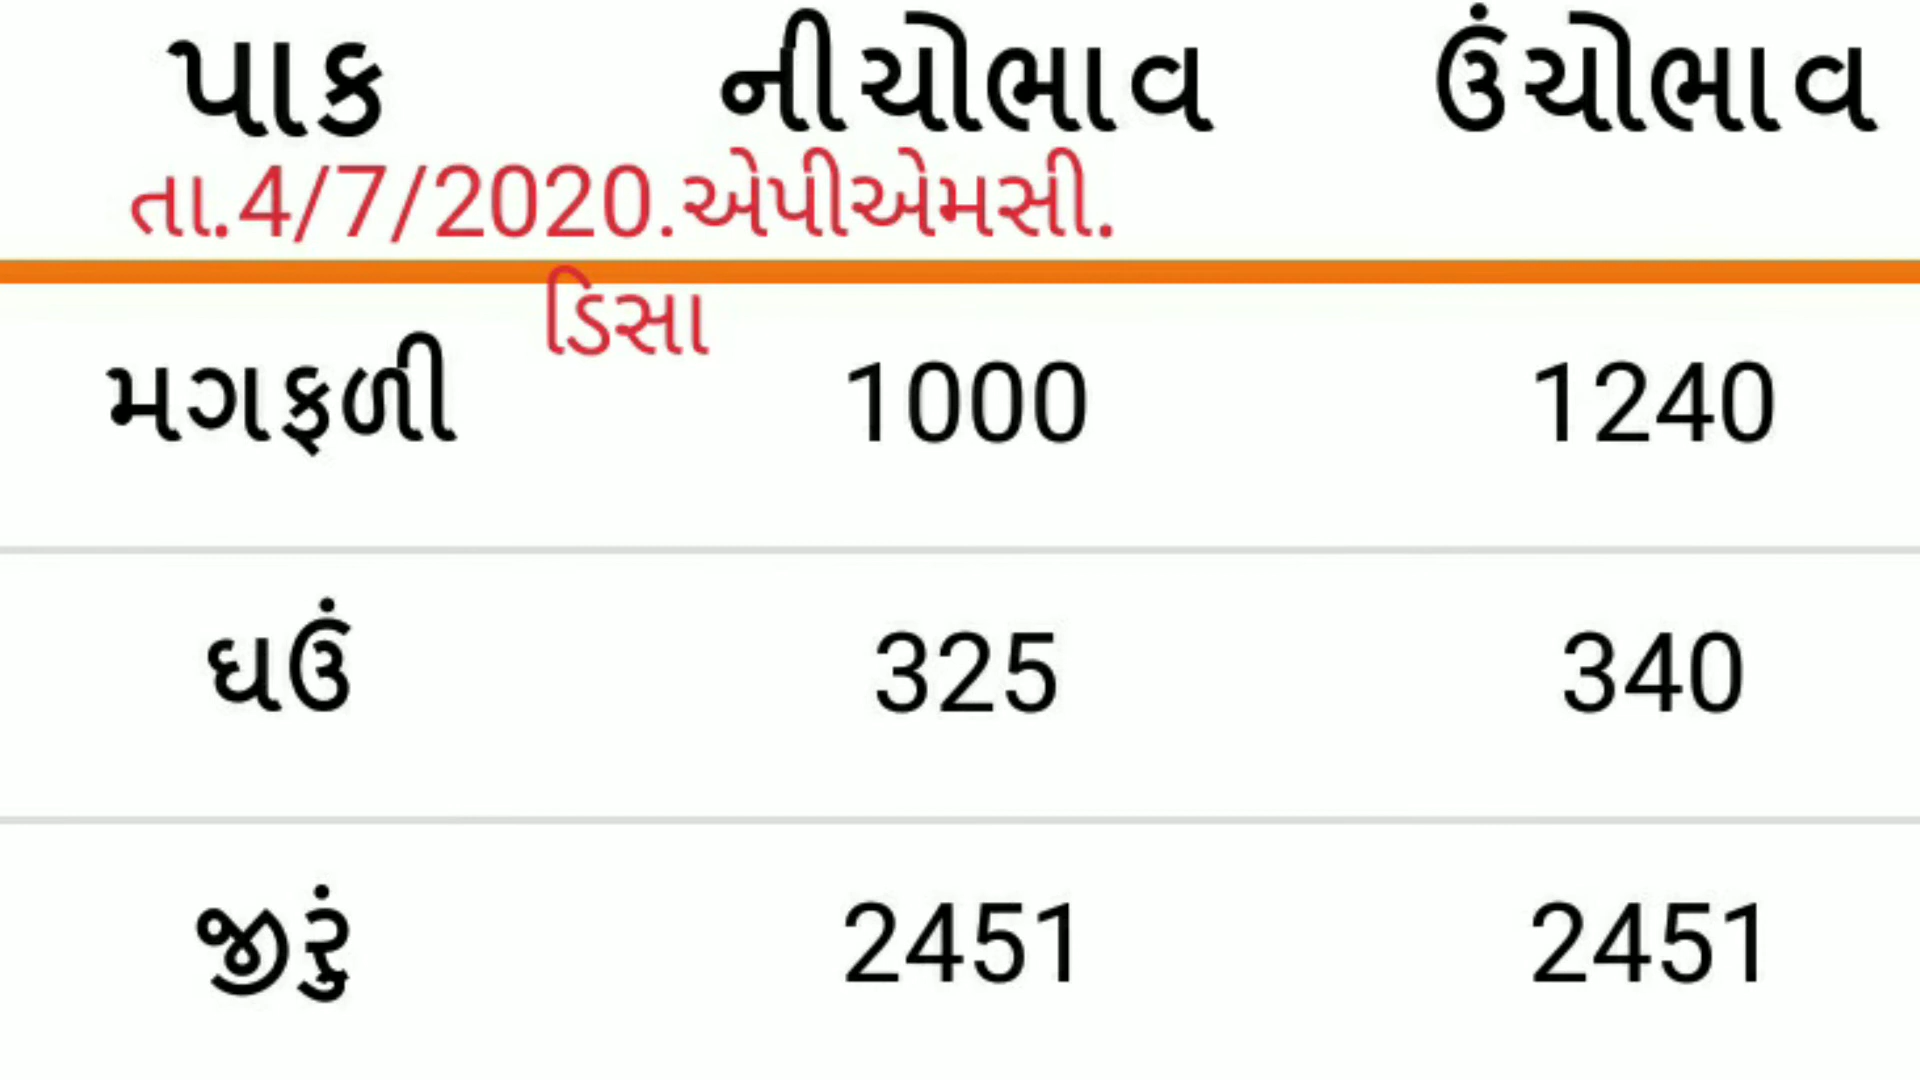 પાક નીચોભાવ ઉંચોભાવ
તા.4/7/2020.એપીએમસી.
ડિસા
મગફળી 1000 1240
ઘઉં 325 340
જીરું 2451 2451